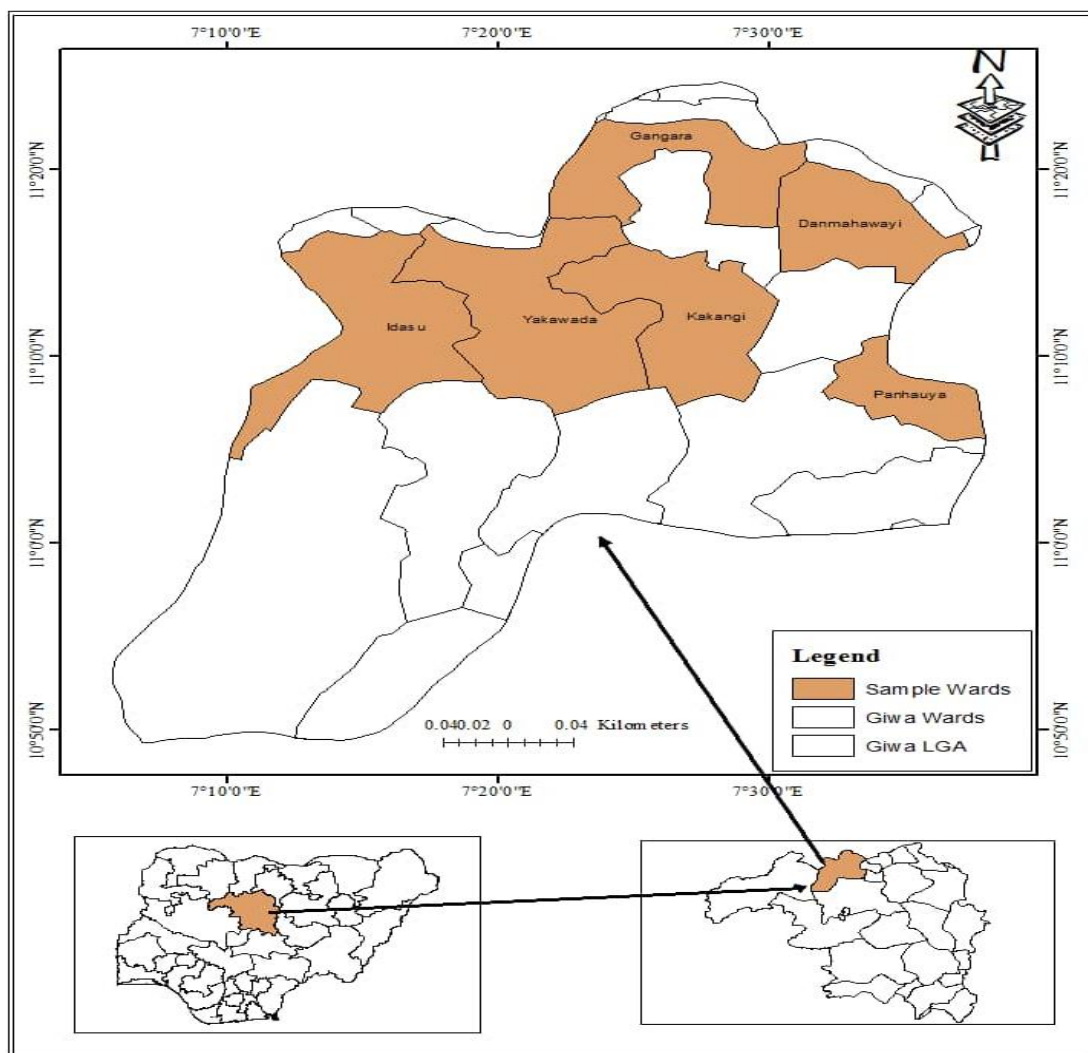 7°10'0"E 7°20'0"E 7°30'0"E
N
Gangara
11°20'0"N 11°20'0"N
Danmahawayi
Idasu Yakawada Kakangi
11°10'0"N 11°10'0"N
Panhauya
11°0'0"N 11°0'0"N
Legend
Sample Wards
Giwa Wards
Giwa LGA
0.040.02 0 0.04 Kilometers
10°50'0"N 10°50'0"N
7°10'0"E 7°20'0"E 7°30'0"E